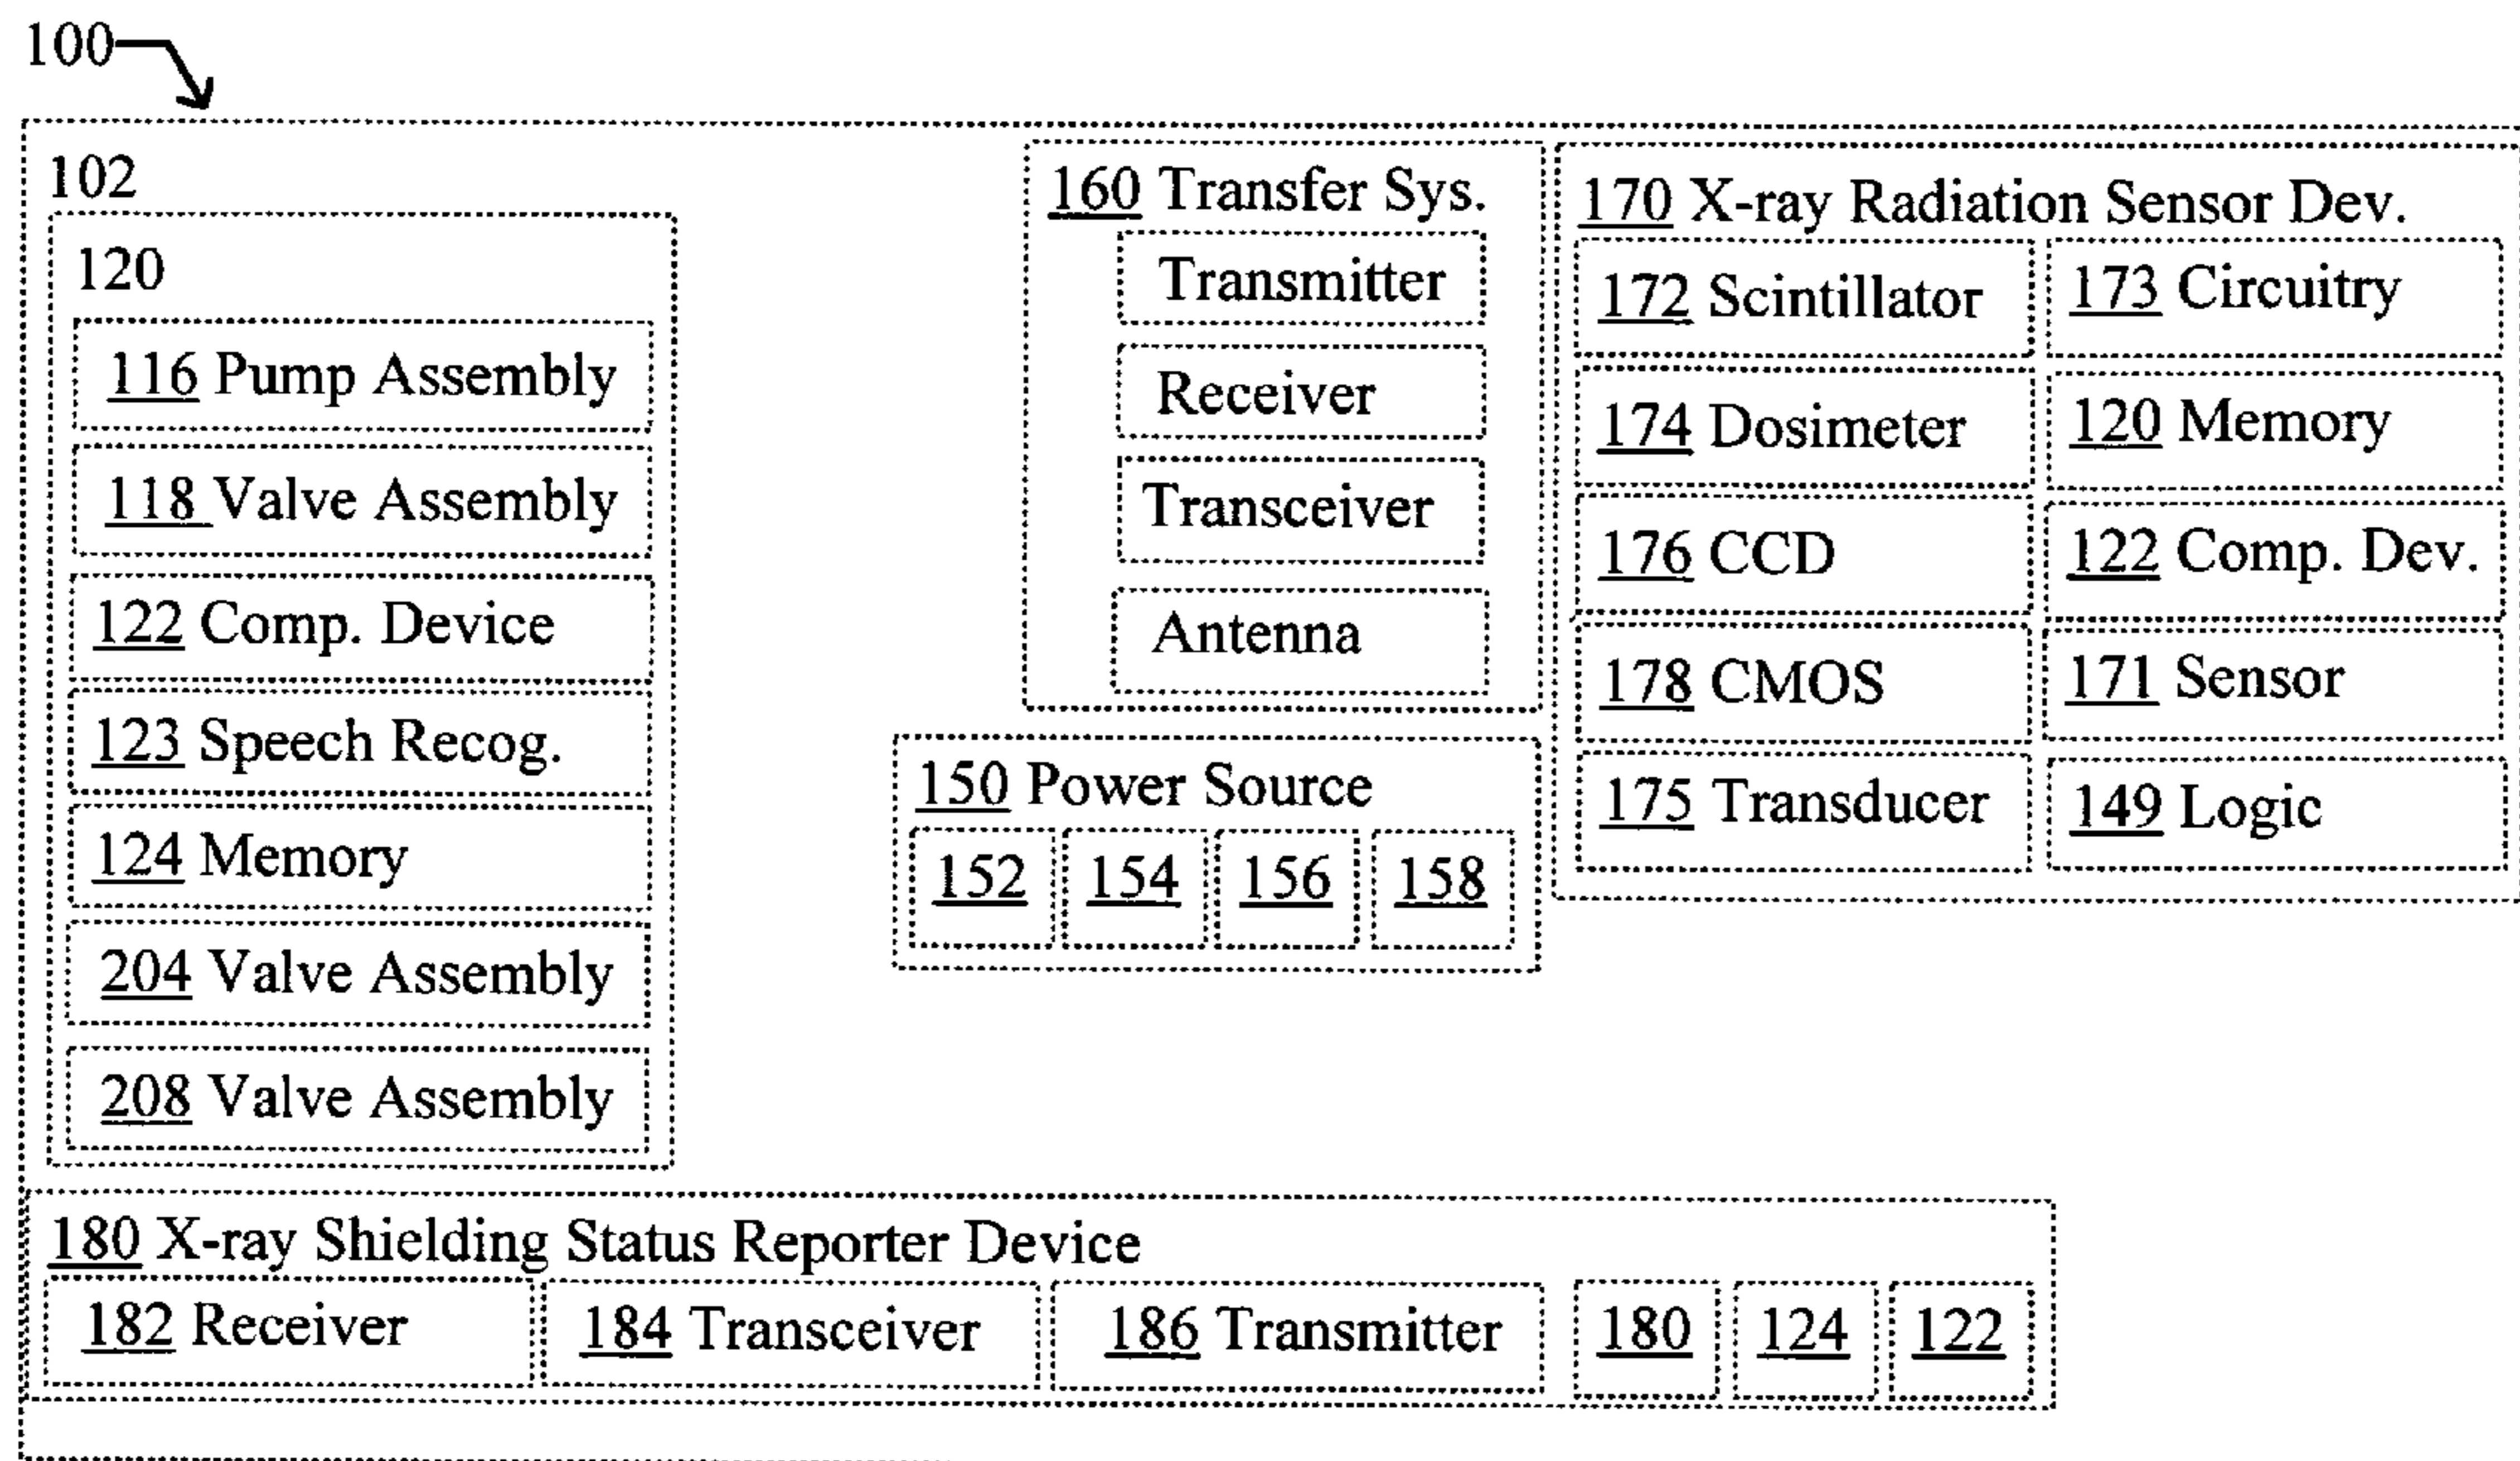 100
102
120
116 Pump Assembly
118 Valve Assembly
122 Comp. Device
123 Speech Recog.
124 Memory
204 Valve Assembly
208 Valve Assembly
160 Transfer Sys.
Transmitter
Receiver
Transceiver
Antenna
150 Power Source
152 154 156 158
170 X-ray Radiation Sensor Dev.
172 Scintillator
173 Circuitry
174 Dosimeter
120 Memory
176 CCD
122 Comp. Dev.
178 CMOS
171 Sensor
175 Transducer
149 Logic
180 X-ray Shielding Status Reporter Device
182 Receiver
184 Transceiver
186 Transmitter
180 124 122